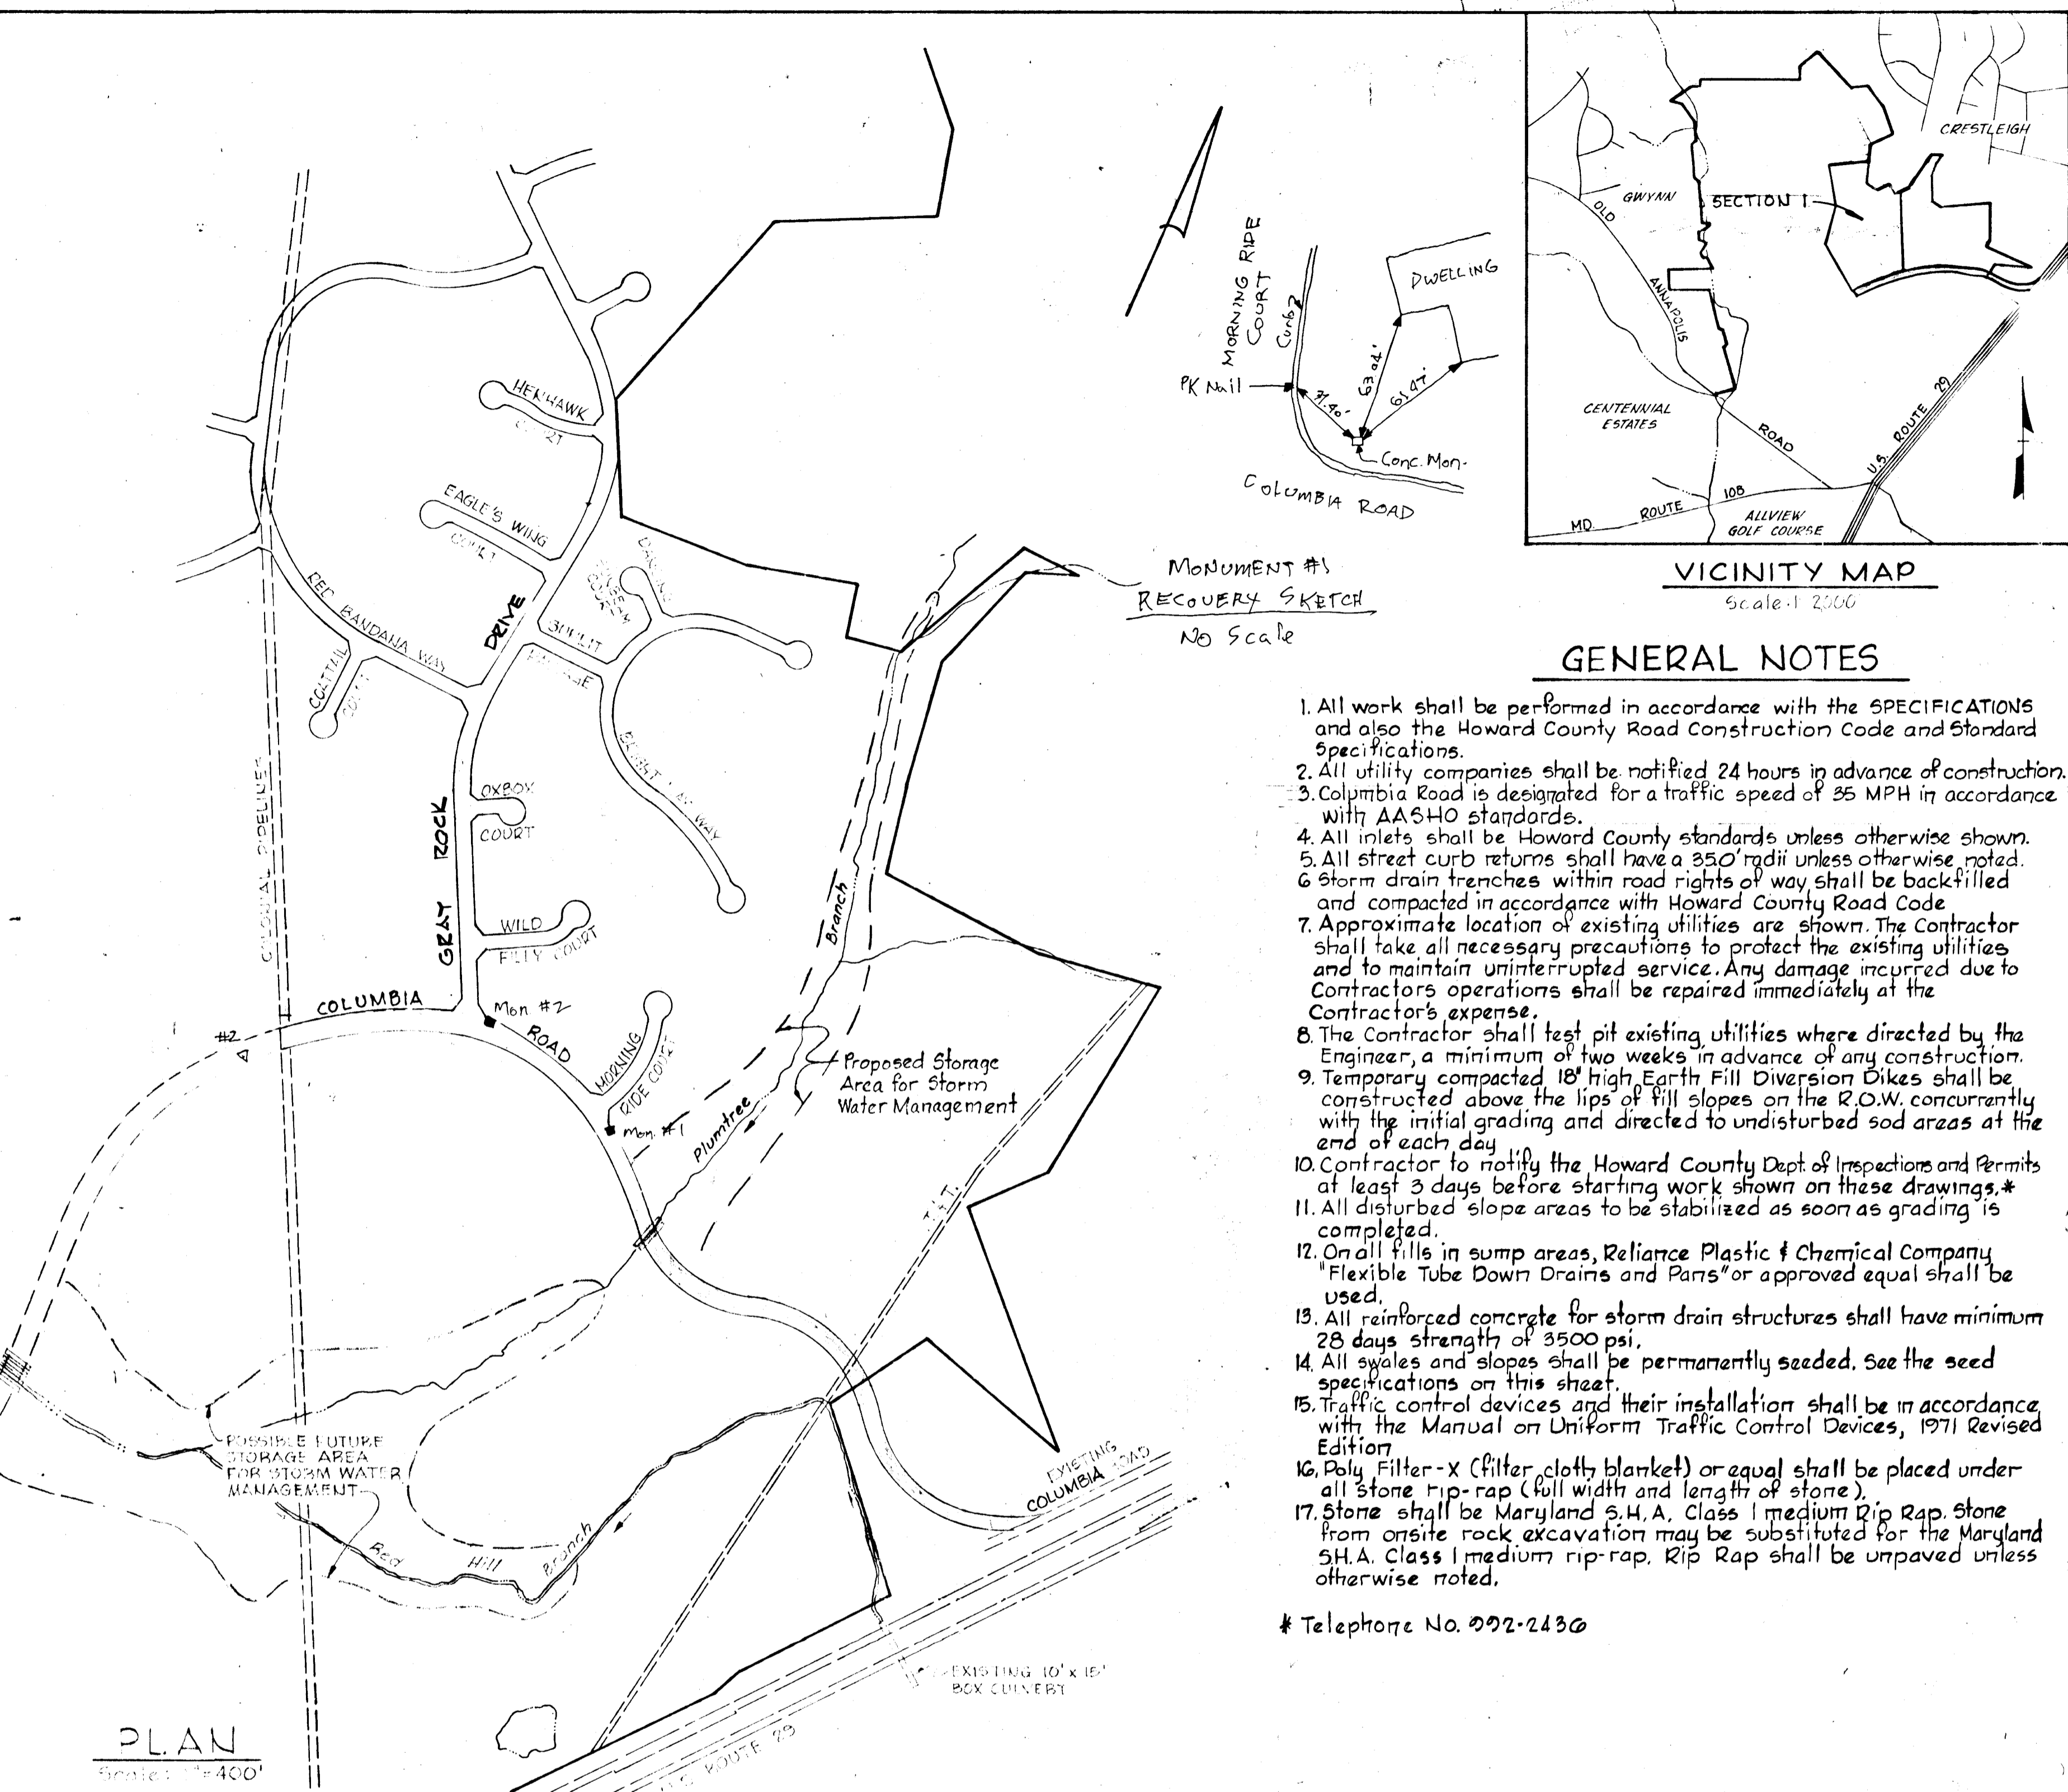 HENHAWK
COURT
EAGLE'S WING
COURT
RED BANDANA WAY
COLTTAIL
DRIVE
SUMMIT
PASSAGE
COLONIAL PIPELINES
OXBOX
COURT
GRAY ROCK
WILD
FILLY COURT
COLUMBIA
ROAD
Mon #2
#2
MORNING
RIDE COURT
Mon. #1
Branch
Plumtree
Proposed Storage
Area for Storm
Water Management
POSSIBLE FUTURE
STORAGE AREA
FOR STORM WATER
MANAGEMENT
Red Hill Branch
EXISTING
COLUMBIA ROAD
EXISTING 10' x 15'
BOX CULVERT
U.S. ROUTE 29
PLAN
Scale: 1"=400'
MORNING RIDE
COURT
Curb
DWELLING
PK Nail
63.04'
61.47'
Conc. Mon.
COLUMBIA ROAD
MONUMENT #1
RECOVERY SKETCH
No Scale
CRESTLEIGH
GWYNN
SECTION 1
OLD
ANNAPOLIS
ROAD
CENTENNIAL
ESTATES
U.S. ROUTE 29
MD. ROUTE 108
ALLVIEW
GOLF COURSE
VICINITY MAP
GENERAL NOTES
1. All work shall be performed in accordance with the SPECIFICATIONS
and also the Howard County Road Construction Code and Standard
Specifications.
2. All utility companies shall be notified 24 hours in advance of construction.
3. Columbia Road is designated for a traffic speed of 35 MPH in accordance
with AASHO standards.
4. All inlets shall be Howard County standards unless otherwise shown.
5. All street curb returns shall have a 35.0' radii unless otherwise noted.
6 Storm drain trenches within road rights of way shall be backfilled
and compacted in accordance with Howard County Road Code
7. Approximate location of existing utilities are shown. The Contractor
shall take all necessary precautions to protect the existing utilities
and to maintain uninterrupted service. Any damage incurred due to
Contractors operations shall be repaired immediately at the
Contractor's expense.
8. The Contractor shall test pit existing utilities where directed by the
Engineer, a minimum of two weeks in advance of any construction.
9. Temporary compacted 18" high Earth Fill Diversion Dikes shall be
constructed above the lips of fill slopes on the R.O.W. concurrently
with the initial grading and directed to undisturbed sod areas at the
end of each day
10. Contractor to notify the Howard County Dept. of Inspections and Permits
at least 3 days before starting work shown on these drawings.*
11. All disturbed slope areas to be stabilized as soon as grading is
completed.
12. On all fills in sump areas, Reliance Plastic & Chemical Company
"Flexible Tube Down Drains and Pans" or approved equal shall be
used.
13. All reinforced concrete for storm drain structures shall have minimum
28 days strength of 3500 psi.
14. All swales and slopes shall be permanently seeded. See the seed
specifications on this sheet.
15. Traffic control devices and their installation shall be in accordance
with the Manual on Uniform Traffic Control Devices, 1971 Revised
Edition
16. Poly Filter-X (filter cloth blanket) or equal shall be placed under
all stone rip-rap (full width and length of stone).
17. Stone shall be Maryland S.H.A. Class 1 medium Rip Rap. Stone
from onsite rock excavation may be substituted for the Maryland
S.H.A. Class 1 medium rip-rap. Rip Rap shall be unpaved unless
otherwise noted.
* Telephone No. 992-2436